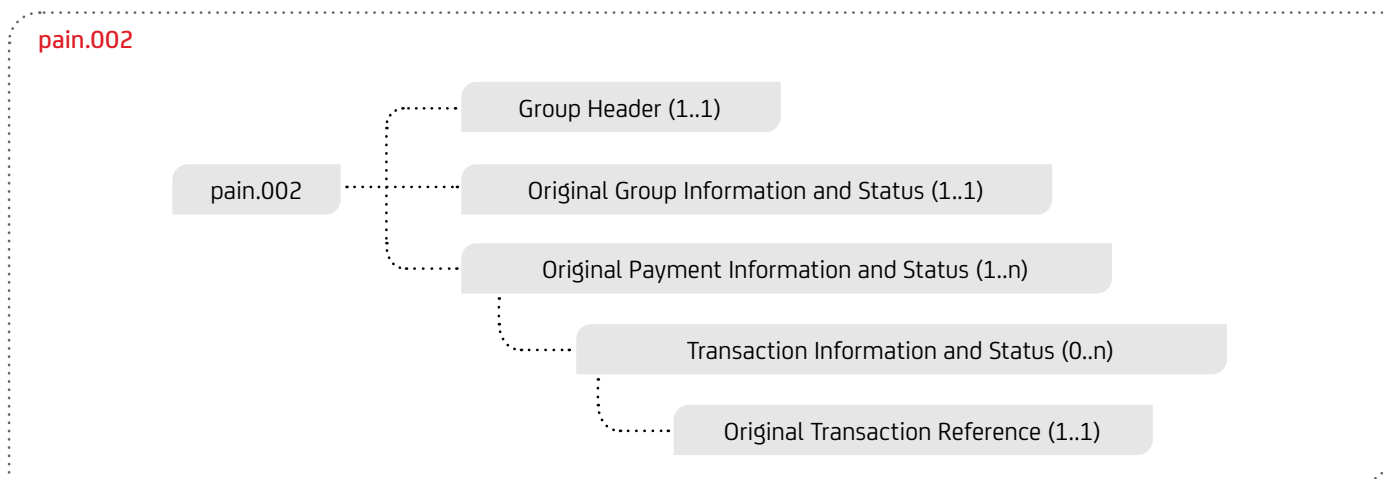 pain.002
Group Header (1..1)
pain.002
Original Group Information and Status (1..1)
Original Payment Information and Status (1..n)
Transaction Information and Status (0..n)
Original Transaction Reference (1..1)